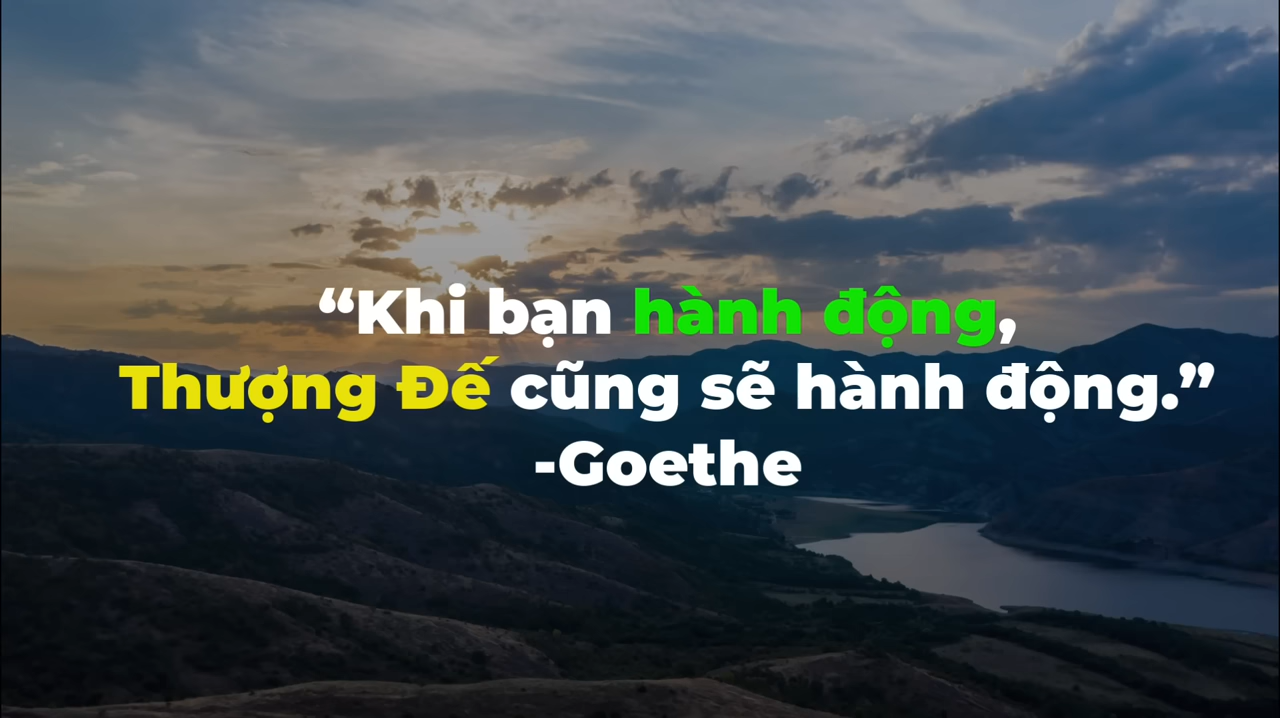 “Khi bạn hành động,
Thượng Đế cũng sẽ hành động.”
-Goethe